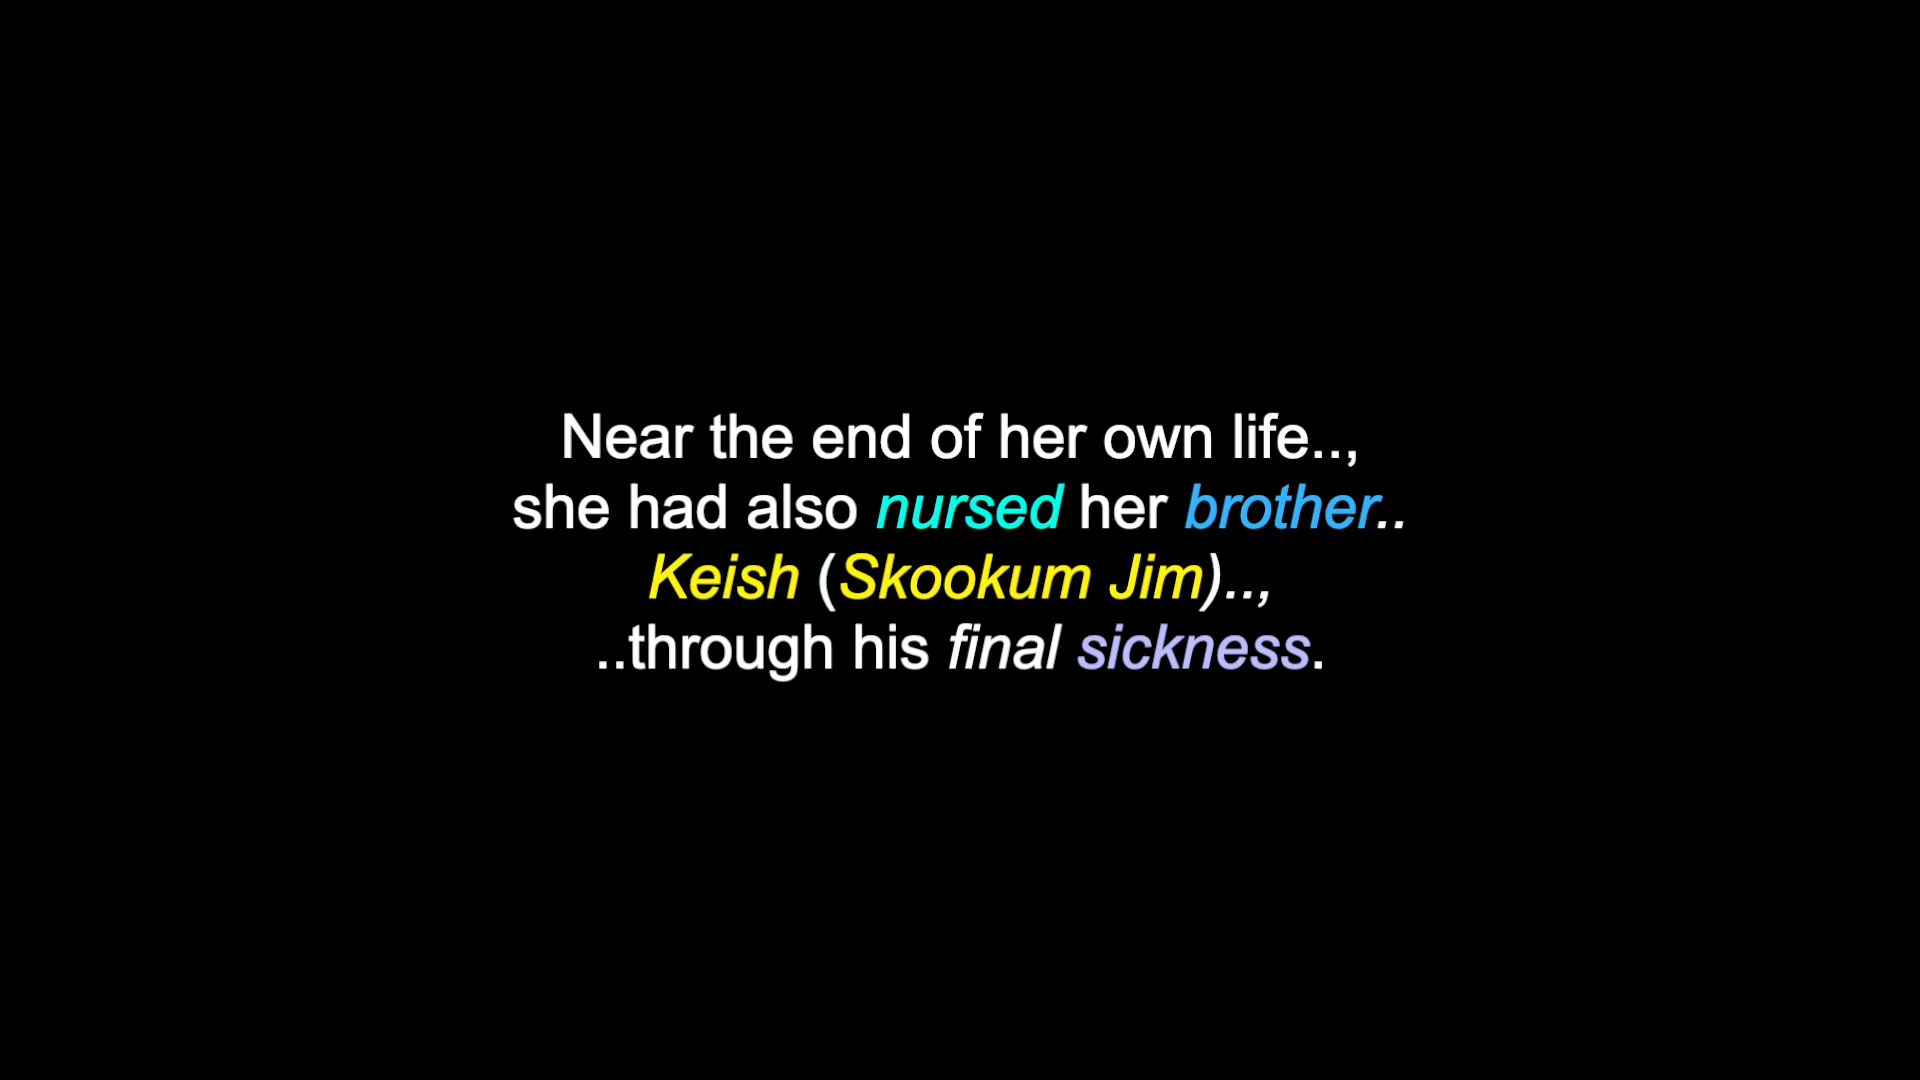 Near the end of her own life..,
she had also nursed her brother..
Keish (Skookum Jim)..,
..through his final sickness.